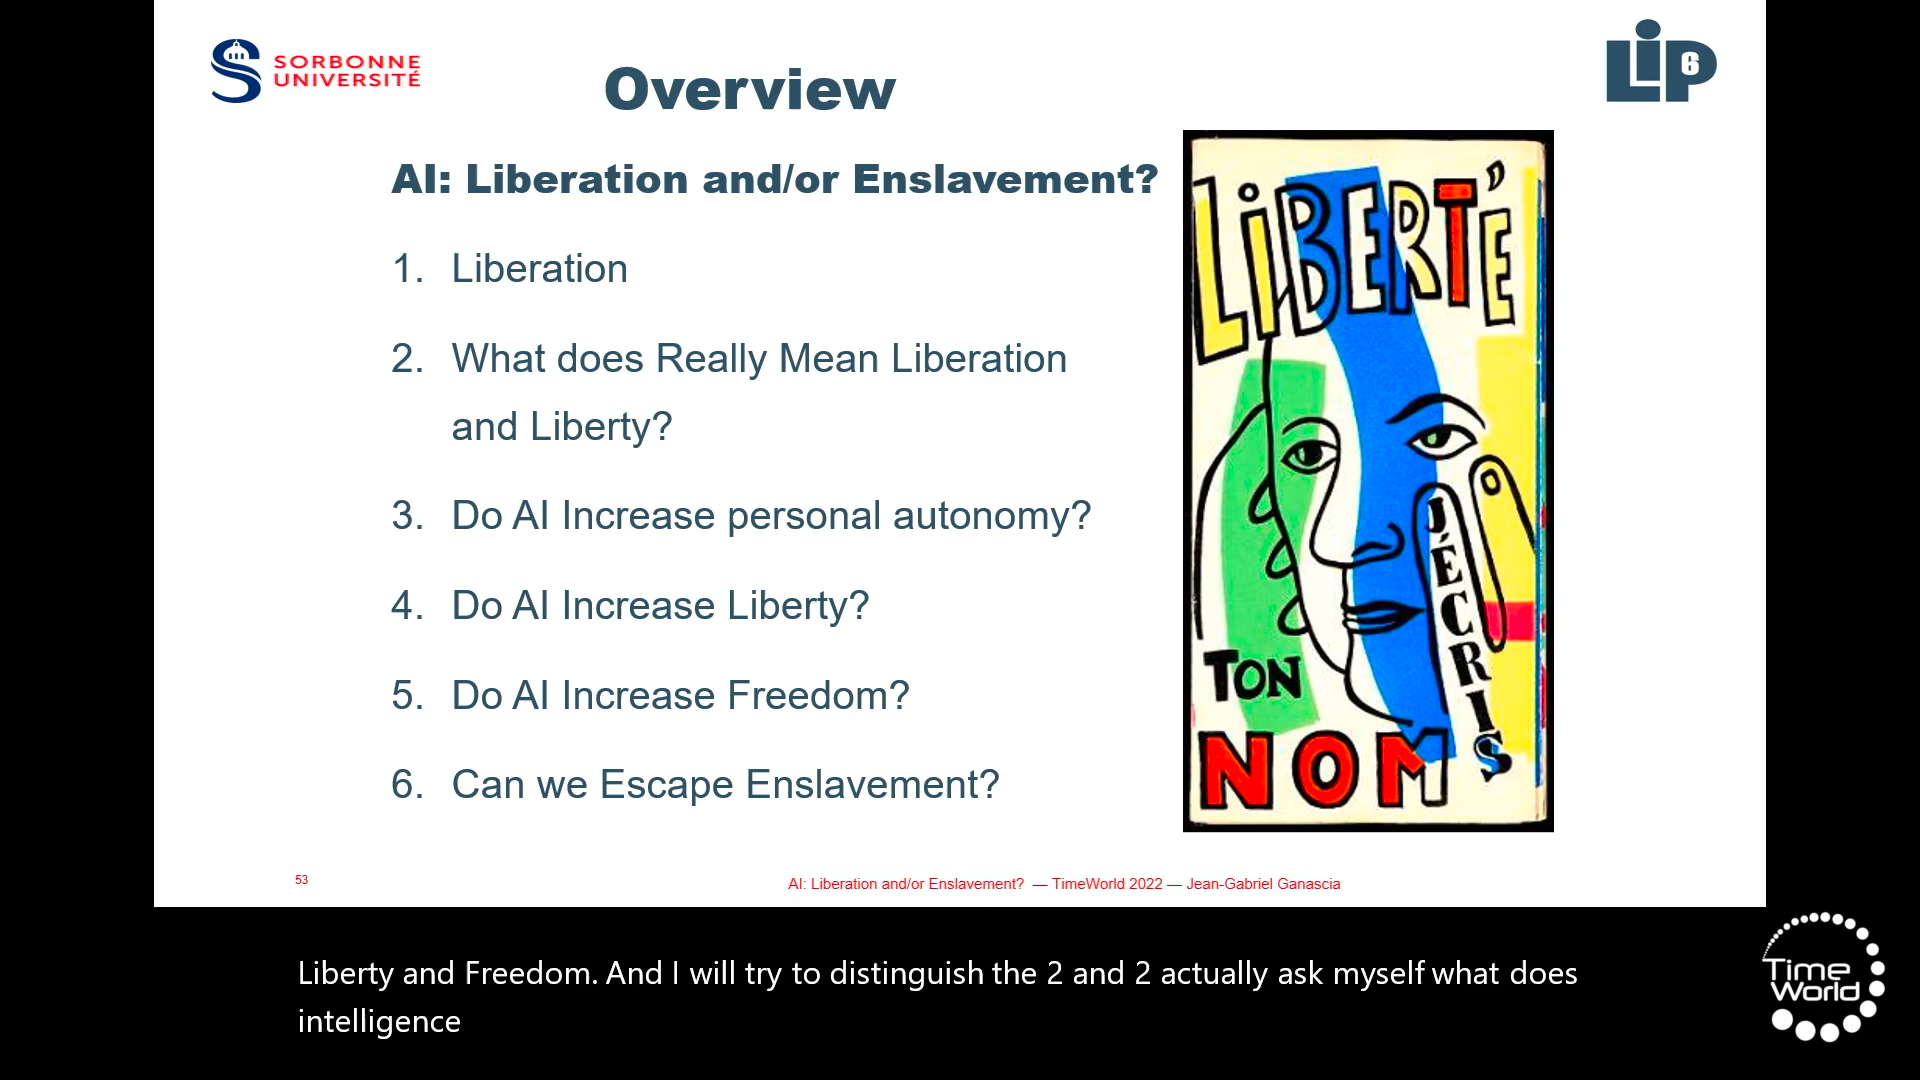 SORBONNE
UNIVERSITÉ
LiP6
Overview
AI: Liberation and/or Enslavement?
1. Liberation
2. What does Really Mean Liberation
and Liberty?
3. Do AI Increase personal autonomy?
4. Do AI Increase Liberty?
5. Do AI Increase Freedom?
6. Can we Escape Enslavement?
LiBERTÉ
J'ÉCRIS
TON
NOM
53
AI: Liberation and/or Enslavement? — TimeWorld 2022 — Jean-Gabriel Ganascia
Liberty and Freedom. And I will try to distinguish the 2 and 2 actually ask myself what does
intelligence
Time
World